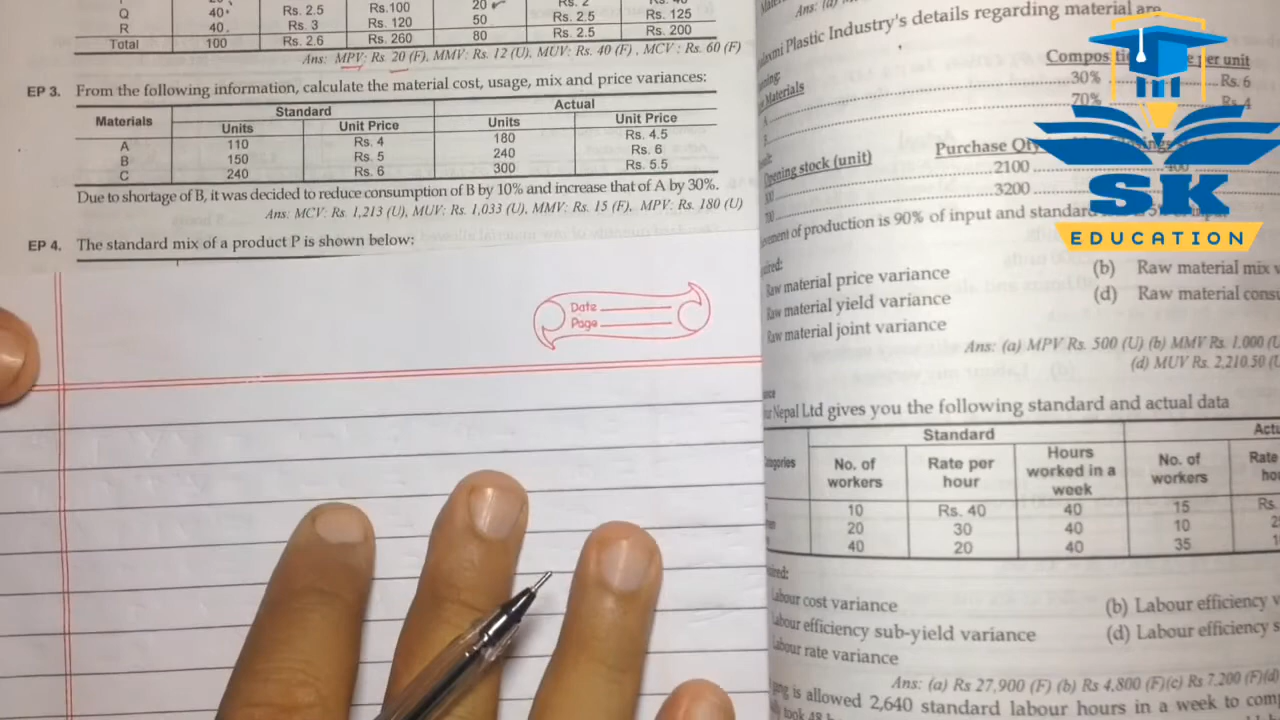 Q 40 Rs. 2.5 Rs.100 20 Rs. 2.5 Rs. 125
R 40 Rs. 3 Rs. 120 50
Total 100 Rs. 2.6 Rs. 260 80 Rs. 2.5 Rs. 200
Ans: MPV: Rs. 20 (F), MMV: Rs. 12 (U), MUV: Rs. 40 (F), MCV : Rs. 60 (F)
EP 3. From the following information, calculate the material cost, usage, mix and price variances:
Materials Standard Actual
Units Unit Price Units Unit Price
A 110 Rs. 4 180 Rs. 4.5
B 150 Rs. 5 240 Rs. 6
C 240 Rs. 6 300 Rs. 5.5
Due to shortage of B, it was decided to reduce consumption of B by 10% and increase that of A by 30%.
Ans: MCV: Rs. 1,213 (U), MUV: Rs. 1,033 (U), MMV: Rs. 15 (F), MPV: Rs. 180 (U)
EP 4. The standard mix of a product P is shown below:
Date
Page
Plastic Industry's details regarding material are
per unit
Materials
30% Rs. 6
70% Rs. 4
Opening stock (unit) Purchase
2100 400
3200
of production is 90% of input and standard
Raw material price variance (b) Raw material mix
Raw material yield variance (d) Raw material
Raw material joint variance
Ans: (a) MPV Rs. 500 (U) (b) MMV Rs. 1,000
(d) MUV Rs. 2,210.50
Nepal Ltd gives you the following standard and actual data
Standard
No. of workers Rate per hour Hours worked in a week No. of workers Rate
10 Rs. 40 40 15 Rs.
20 30 40 10
40 20 40 35
Labour cost variance (b) Labour efficiency
Labour efficiency sub-yield variance (d) Labour efficiency
Labour rate variance
Ans: (a) Rs 27,900 (F) (b) Rs 4,800 (F)(c) Rs 7,200 (F)(d)
is allowed 2,640 standard labour hours in a week to
took 48
SK
EDUCATION